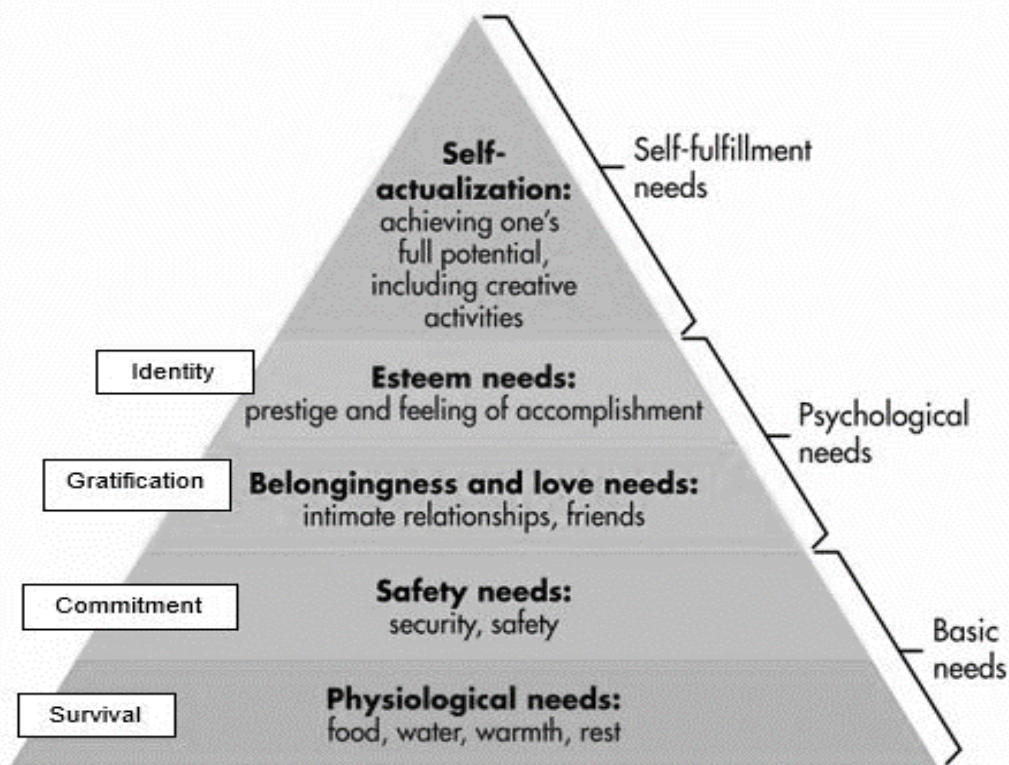 Self-
actualization:
achieving one's
full potential,
including creative
activities
Self-fulfillment
needs
Identity
Esteem needs:
prestige and feeling of accomplishment
Psychological
needs
Gratification
Belongingness and love needs:
intimate relationships, friends
Commitment
Safety needs:
security, safety
Basic
needs
Survival
Physiological needs:
food, water, warmth, rest